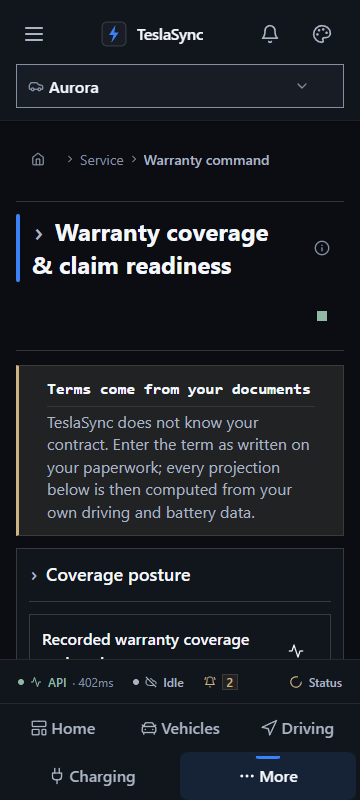 TeslaSync
Aurora
Service
Warranty command
Warranty coverage
& claim readiness
Terms come from your documents
TeslaSync does not know your
contract. Enter the term as written on
your paperwork; every projection
below is then computed from your
own driving and battery data.
Coverage posture
Recorded warranty coverage
API · 402ms
Idle
2
Status
Home
Vehicles
Driving
Charging
More